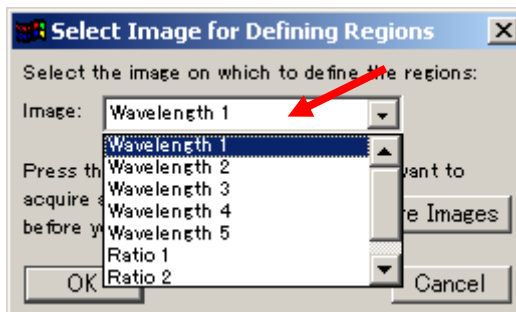 Select Image for Defining Regions
Select the image on which to define the regions:
Image: Wavelength 1
Wavelength 1
Wavelength 2
Press th vant to
Wavelength 3
acquire
Wavelength 4
re Images
before y
Wavelength 5
Ratio 1
Ratio 2
OK
Cancel